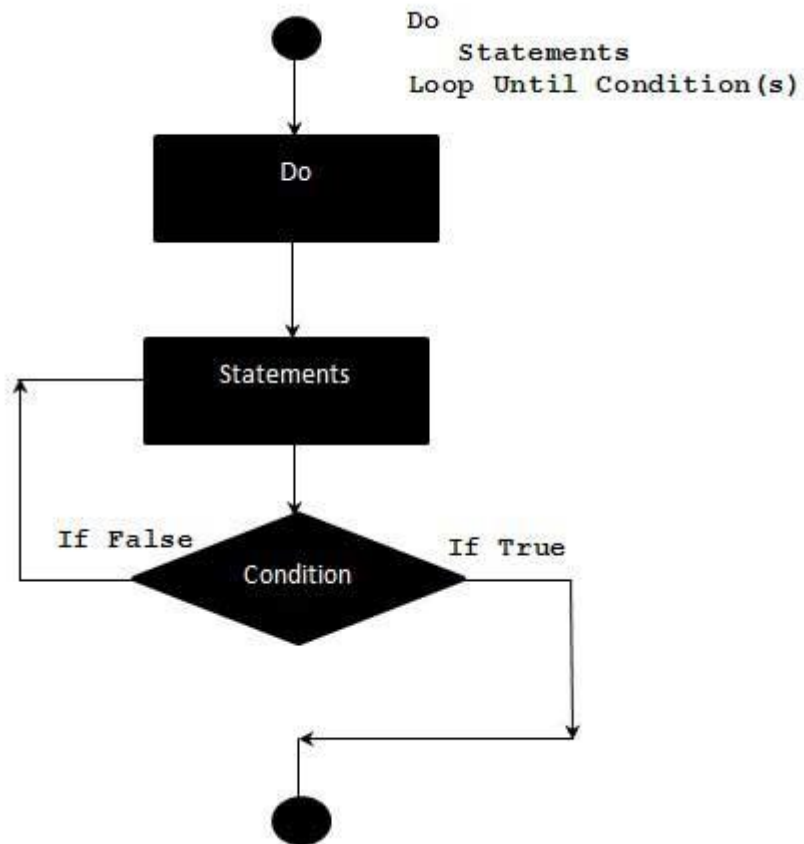 Do
Statements
Loop Until Condition(s)
Do
Statements
If False
Condition
If True